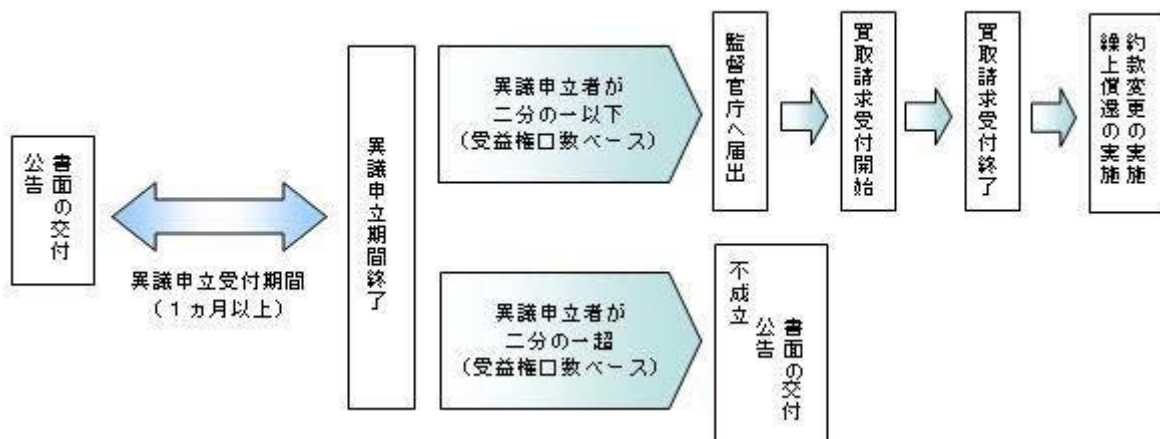 書面の交付
公告
異議申立受付期間
(1ヵ月以上)
異議申立期間終了
異議申立者が
二分の一以下
(受益権口数ベース)
監督官庁へ届出
買取請求受付開始
買取請求受付終了
約款変更の実施
繰上償還の実施
異議申立者が
二分の一超
(受益権口数ベース)
不成立
書面の交付
公告